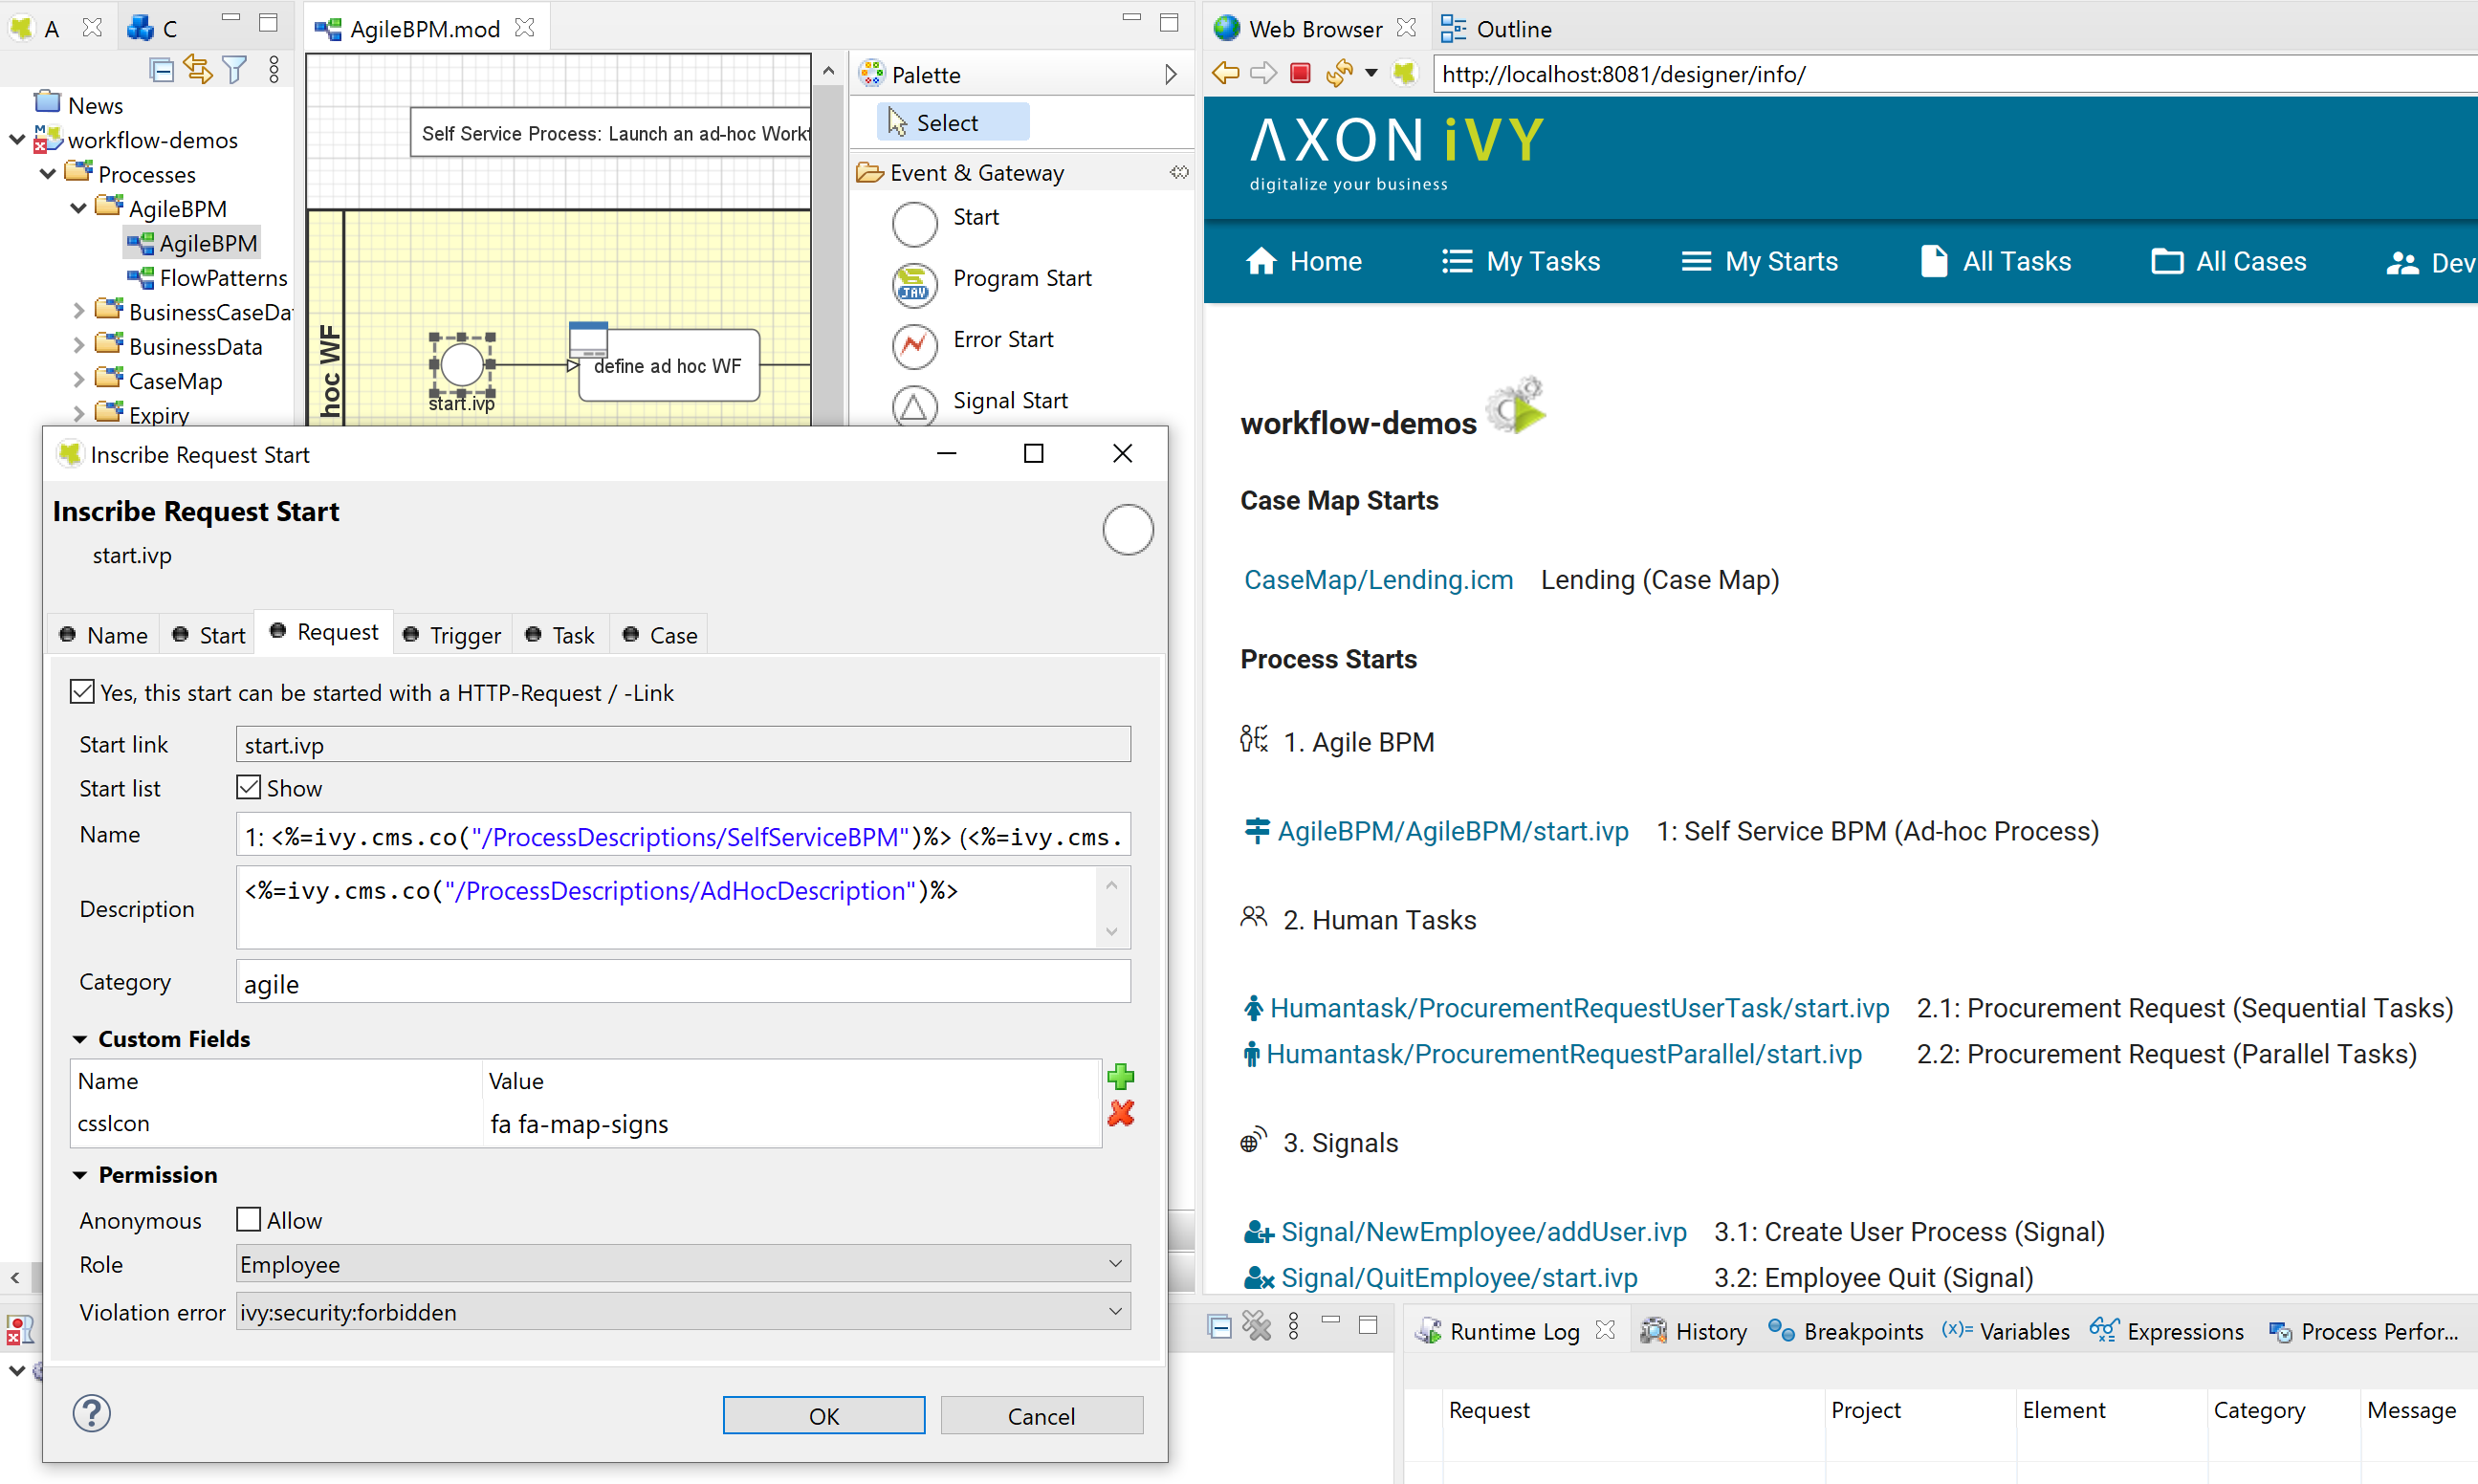 A
C
News
workflow-demos
Processes
AgileBPM
AgileBPM
FlowPatterns
BusinessCaseDa
BusinessData
CaseMap
Expiry
AgileBPM.mod
Self Service Process: Launch an ad-hoc Workf
hoc WF
start.ivp
define ad hoc WF
Palette
Select
Event & Gateway
Start
Program Start
Error Start
Signal Start
Web Browser
Outline
http://localhost:8081/designer/info/
AXON iVY
digitalize your business
Home
My Tasks
My Starts
All Tasks
All Cases
Dev
workflow-demos
Case Map Starts
CaseMap/Lending.icm Lending (Case Map)
Process Starts
1. Agile BPM
AgileBPM/AgileBPM/start.ivp 1: Self Service BPM (Ad-hoc Process)
2. Human Tasks
Humantask/ProcurementRequestUserTask/start.ivp 2.1: Procurement Request (Sequential Tasks)
Humantask/ProcurementRequestParallel/start.ivp 2.2: Procurement Request (Parallel Tasks)
3. Signals
Signal/NewEmployee/addUser.ivp 3.1: Create User Process (Signal)
Signal/QuitEmployee/start.ivp 3.2: Employee Quit (Signal)
Inscribe Request Start
Inscribe Request Start
start.ivp
Name Start Request Trigger Task Case
Yes, this start can be started with a HTTP-Request / -Link
Start link start.ivp
Start list Show
Name 1: <%=ivy.cms.co("/ProcessDescriptions/SelfServiceBPM")%> (<%=ivy.cms.
Description <%=ivy.cms.co("/ProcessDescriptions/AdHocDescription")%>
Category agile
Custom Fields
Name Value
cssIcon fa fa-map-signs
Permission
Anonymous Allow
Role Employee
Violation error ivy:security:forbidden
OK Cancel
Runtime Log History Breakpoints Variables Expressions Process Perfor...
Request Project Element Category Message